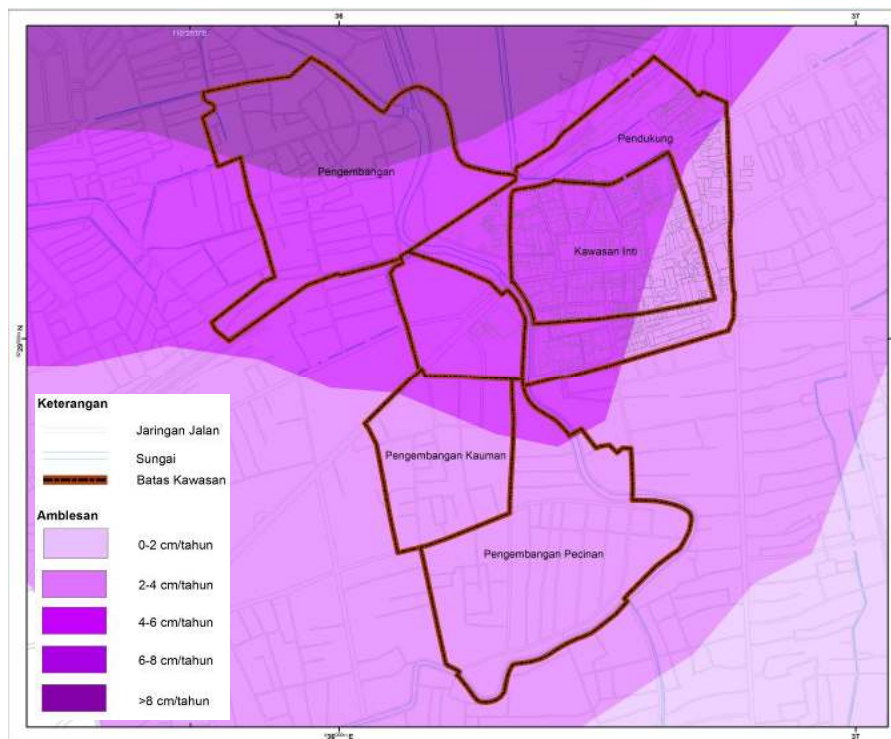 36
37
Pendukung
Pengembangan
Kawasan Inti
Pengembangan Kauman
Pengembangan Pecinan
Keterangan
Jaringan Jalan
Sungai
Batas Kawasan
Amblesan
0-2 cm/tahun
2-4 cm/tahun
4-6 cm/tahun
6-8 cm/tahun
>8 cm/tahun
37